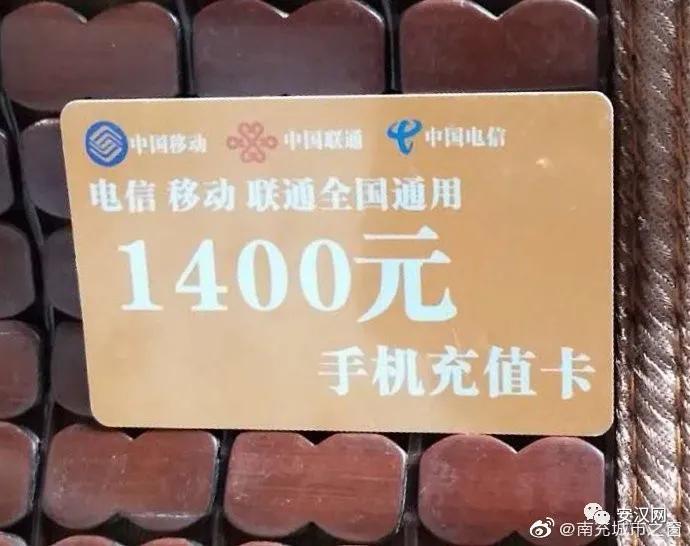 中国移动 中国联通 中国电信
电信 移动 联通全国通用
1400元
手机充值卡
安汉网
@南充城市之窗